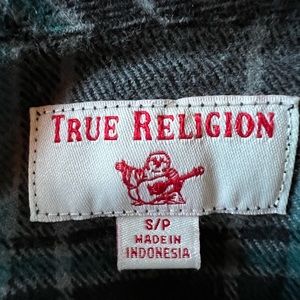 TRUE RELIGION
S/P
MADE IN
INDONESIA